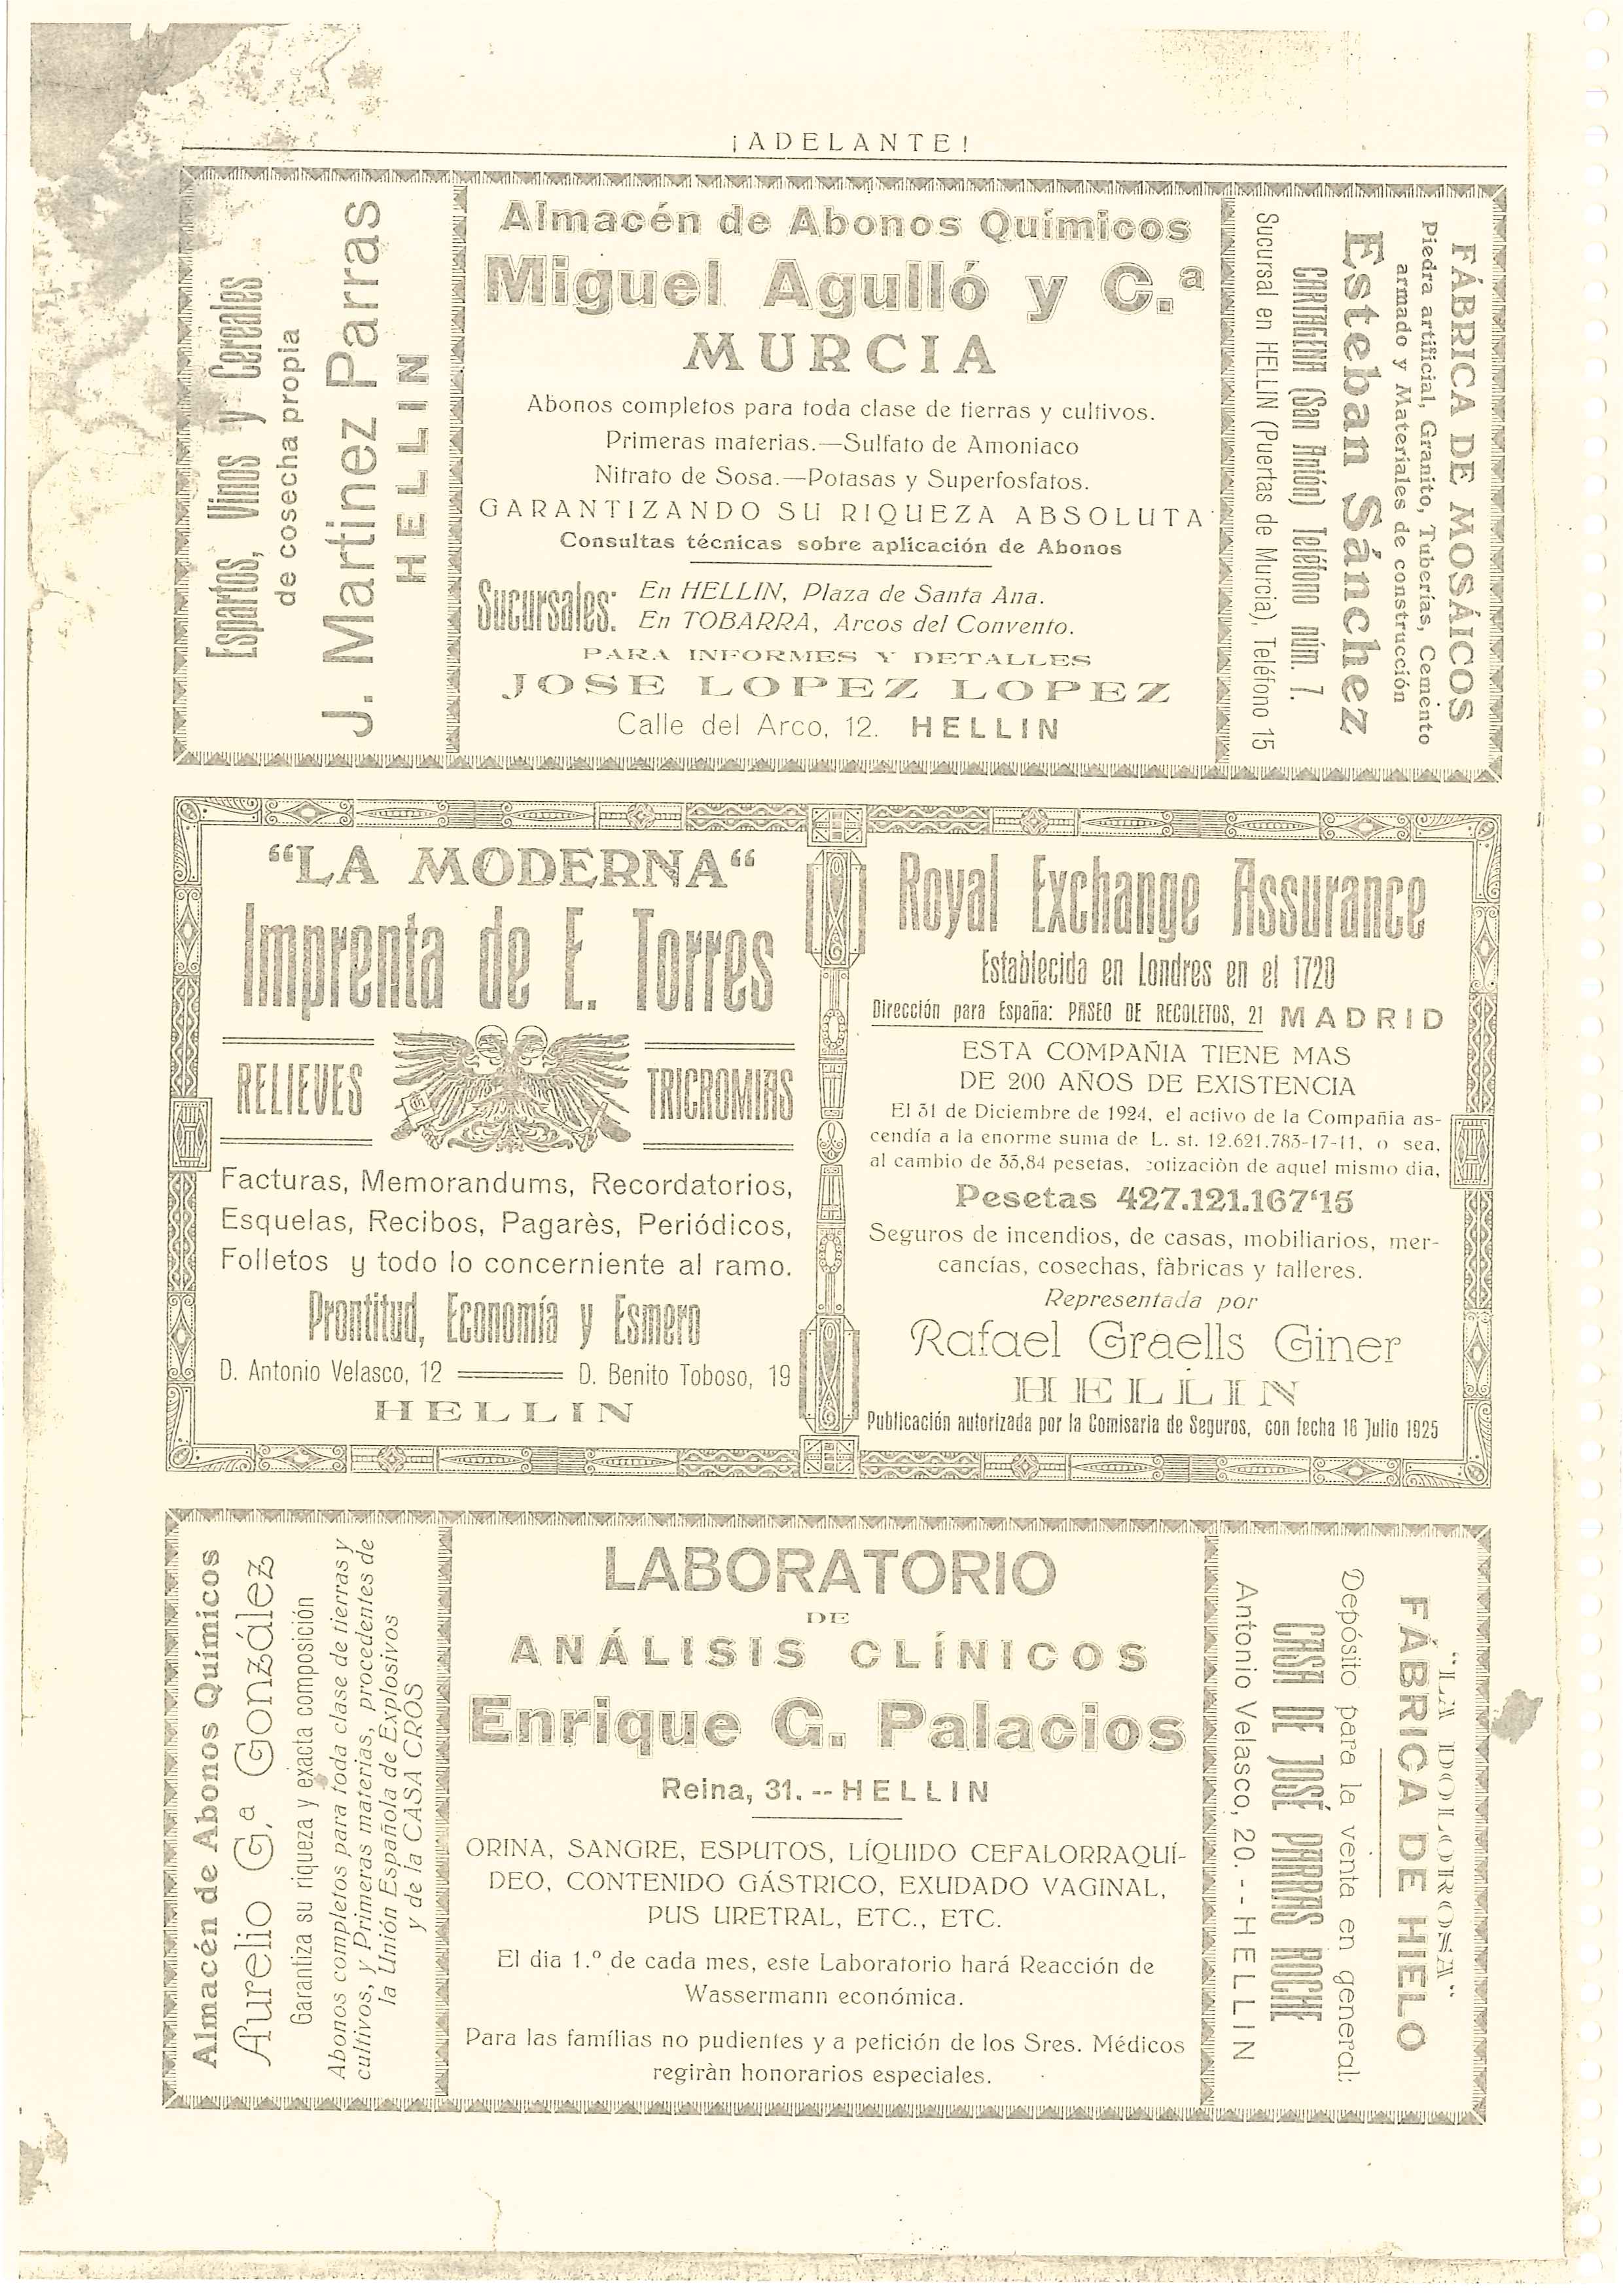 ¡ADELANTE!
Espartos, Vinos y Cereales
de cosecha propia
J. Martinez Parras
HELLIN
Almacén de Abonos Químicos
Miguel Agulló y C.ª
MURCIA
Abonos completos para toda clase de tierras y cultivos.
Primeras materias.—Sulfato de Amoniaco
Nitrato de Sosa.—Potasas y Superfosfatos.
GARANTIZANDO SU RIQUEZA ABSOLUTA
Consultas técnicas sobre aplicación de Abonos
Sucursales: En HELLIN, Plaza de Santa Ana.
En TOBARRA, Arcos del Convento.
PARA INFORMES Y DETALLES
JOSE LOPEZ LOPEZ
Calle del Arco, 12. HELLIN
FÁBRICA DE MOSÁICOS
Piedra artificial, Granito, Tuberías, Cemento
armado y Materiales de construcción
Esteban Sánchez
CARTAGENA (San Antón) Teléfono núm. 7.
Sucursal en HELLIN (Puertas de Murcia), Teléfono 15
“LA MODERNA“
Imprenta de E. Torres
RELIEVES
TRICROMIAS
Facturas, Memorandums, Recordatorios,
Esquelas, Recibos, Pagarès, Periódicos,
Folletos y todo lo concerniente al ramo.
Prontitud, Economía y Esmero
D. Antonio Velasco, 12 ——— D. Benito Toboso, 19
HELLIN
Royal Exchange Assurance
Establecida en Londres en el 1720
Dirección para España: PASEO DE RECOLETOS, 21 MADRID
ESTA COMPAÑIA TIENE MAS
DE 200 AÑOS DE EXISTENCIA
El 31 de Diciembre de 1924, el activo de la Compañia as-
cendía a la enorme suma de L. st. 12.621.783-17-11, o sea,
al cambio de 33,84 pesetas, cotizaciòn de aquel mismo dia,
Pesetas 427.121.167‘15
Seguros de incendios, de casas, mobiliarios, mer-
cancías, cosechas, fàbricas y talleres.
Representada por
Rafael Graells Giner
HELLIN
Publicación autorizada por la Comisaria de Seguros, con fecha 16 Julio 1925
Almacén de Abonos Químicos
Aurelio G.ª González
Garantiza su riqueza y exacta composición
Abonos completos para toda clase de tierras y
cultivos, y Primeras materias, procedentes de
la Unión Española de Explosivos
y de la CASA CROS
LABORATORIO
DE
ANÁLISIS CLÍNICOS
Enrique G. Palacios
Reina, 31. -- HELLIN
ORINA, SANGRE, ESPUTOS, LÍQUIDO CEFALORRAQUÍ-
DEO, CONTENIDO GÁSTRICO, EXUDADO VAGINAL,
PUS URETRAL, ETC., ETC.
El dia 1.º de cada mes, este Laboratorio hará Reacción de
Wassermann económica.
Para las famílias no pudientes y a petición de los Sres. Médicos
regiràn honorarios especiales.
“LA DOLOROSA“
FÁBRICA DE HIELO
Depósito para la venta en general:
CASA DE JOSÉ PARRAS ROCHE
Antonio Velasco, 20. -- HELLIN